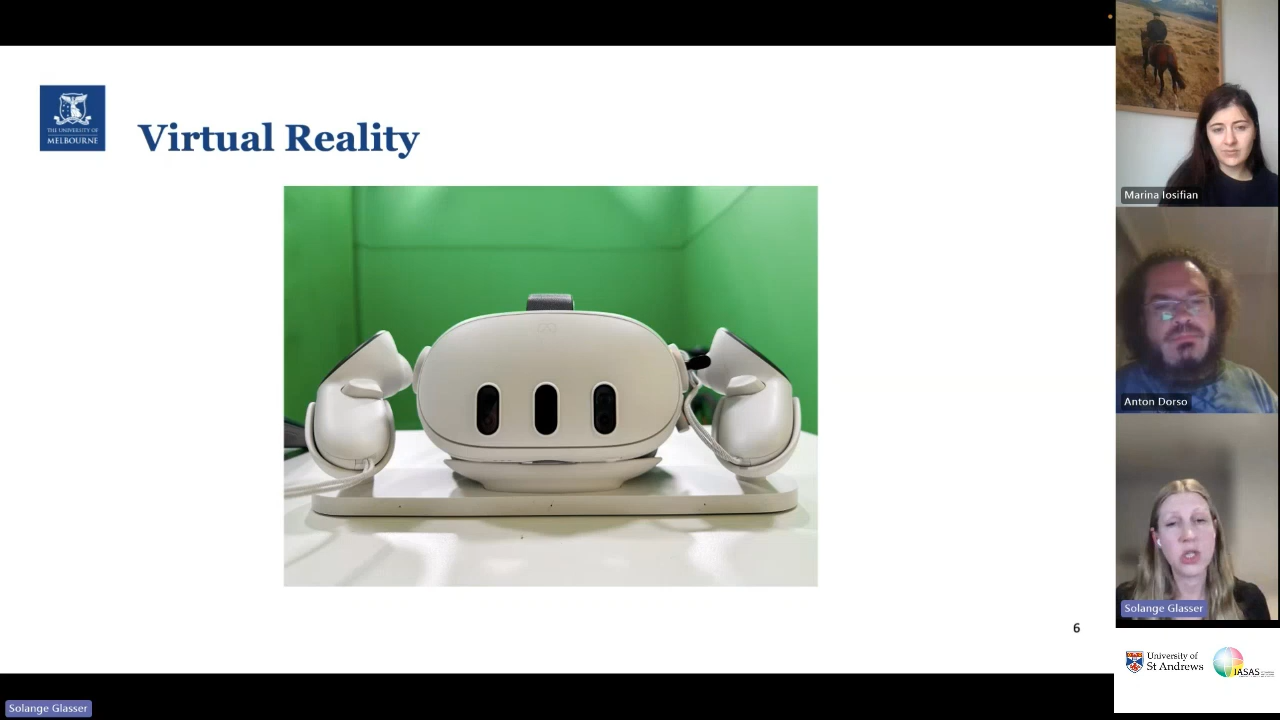 THE UNIVERSITY OF
MELBOURNE
Virtual Reality
6
Marina Iosifian
Anton Dorso
Solange Glasser
University of
St Andrews
IASAS
Solange Glasser